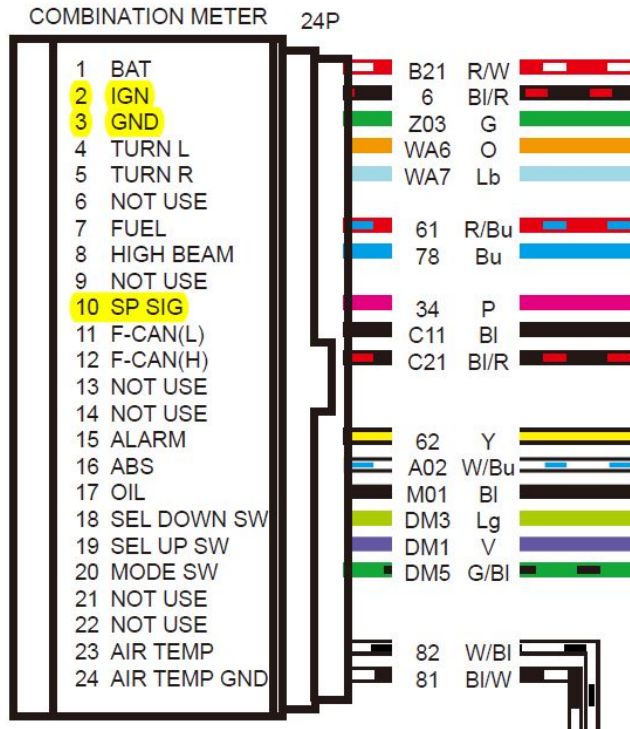 COMBINATION METER 24P
1 BAT B21 R/W
2 IGN 6 Bl/R
3 GND Z03 G
4 TURN L WA6 O
5 TURN R WA7 Lb
6 NOT USE
7 FUEL 61 R/Bu
8 HIGH BEAM 78 Bu
9 NOT USE
10 SP SIG 34 P
11 F-CAN(L) C11 Bl
12 F-CAN(H) C21 Bl/R
13 NOT USE
14 NOT USE
15 ALARM 62 Y
16 ABS A02 W/Bu
17 OIL M01 Bl
18 SEL DOWN SW DM3 Lg
19 SEL UP SW DM1 V
20 MODE SW DM5 G/Bl
21 NOT USE
22 NOT USE
23 AIR TEMP 82 W/Bl
24 AIR TEMP GND 81 Bl/W